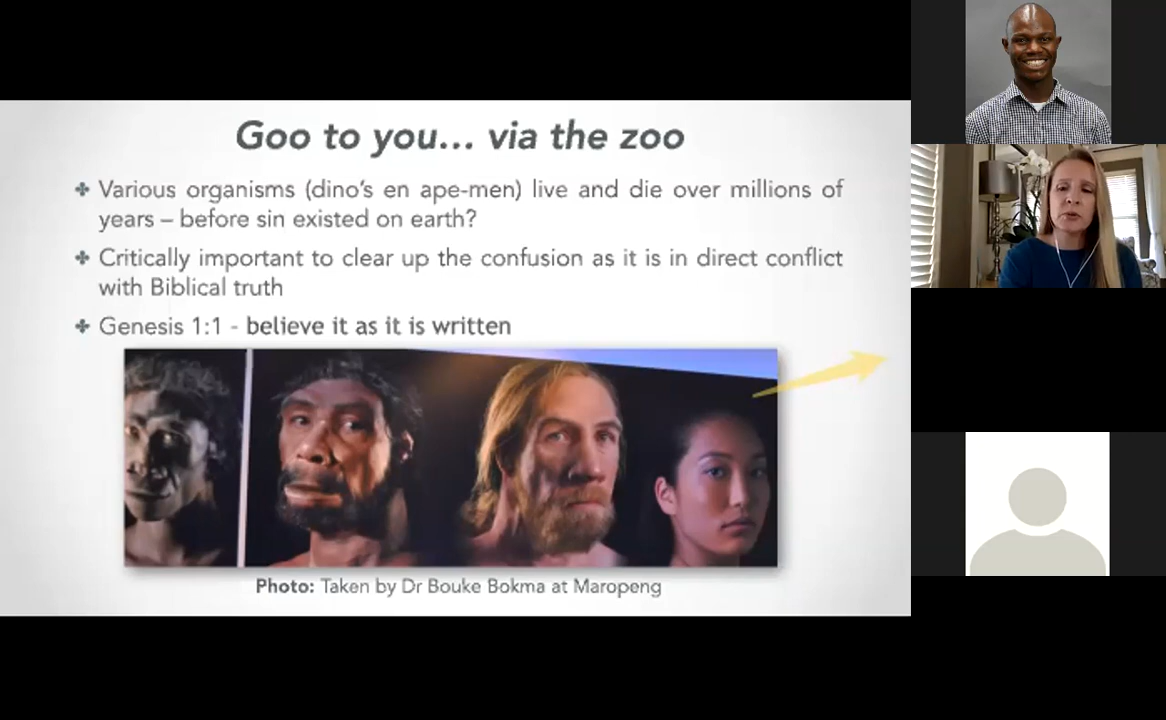 Goo to you... via the zoo
✤ Various organisms (dino's en ape-men) live and die over millions of
years – before sin existed on earth?
✤ Critically important to clear up the confusion as it is in direct conflict
with Biblical truth
✤ Genesis 1:1 - believe it as it is written
Photo: Taken by Dr Bouke Bokma at Maropeng